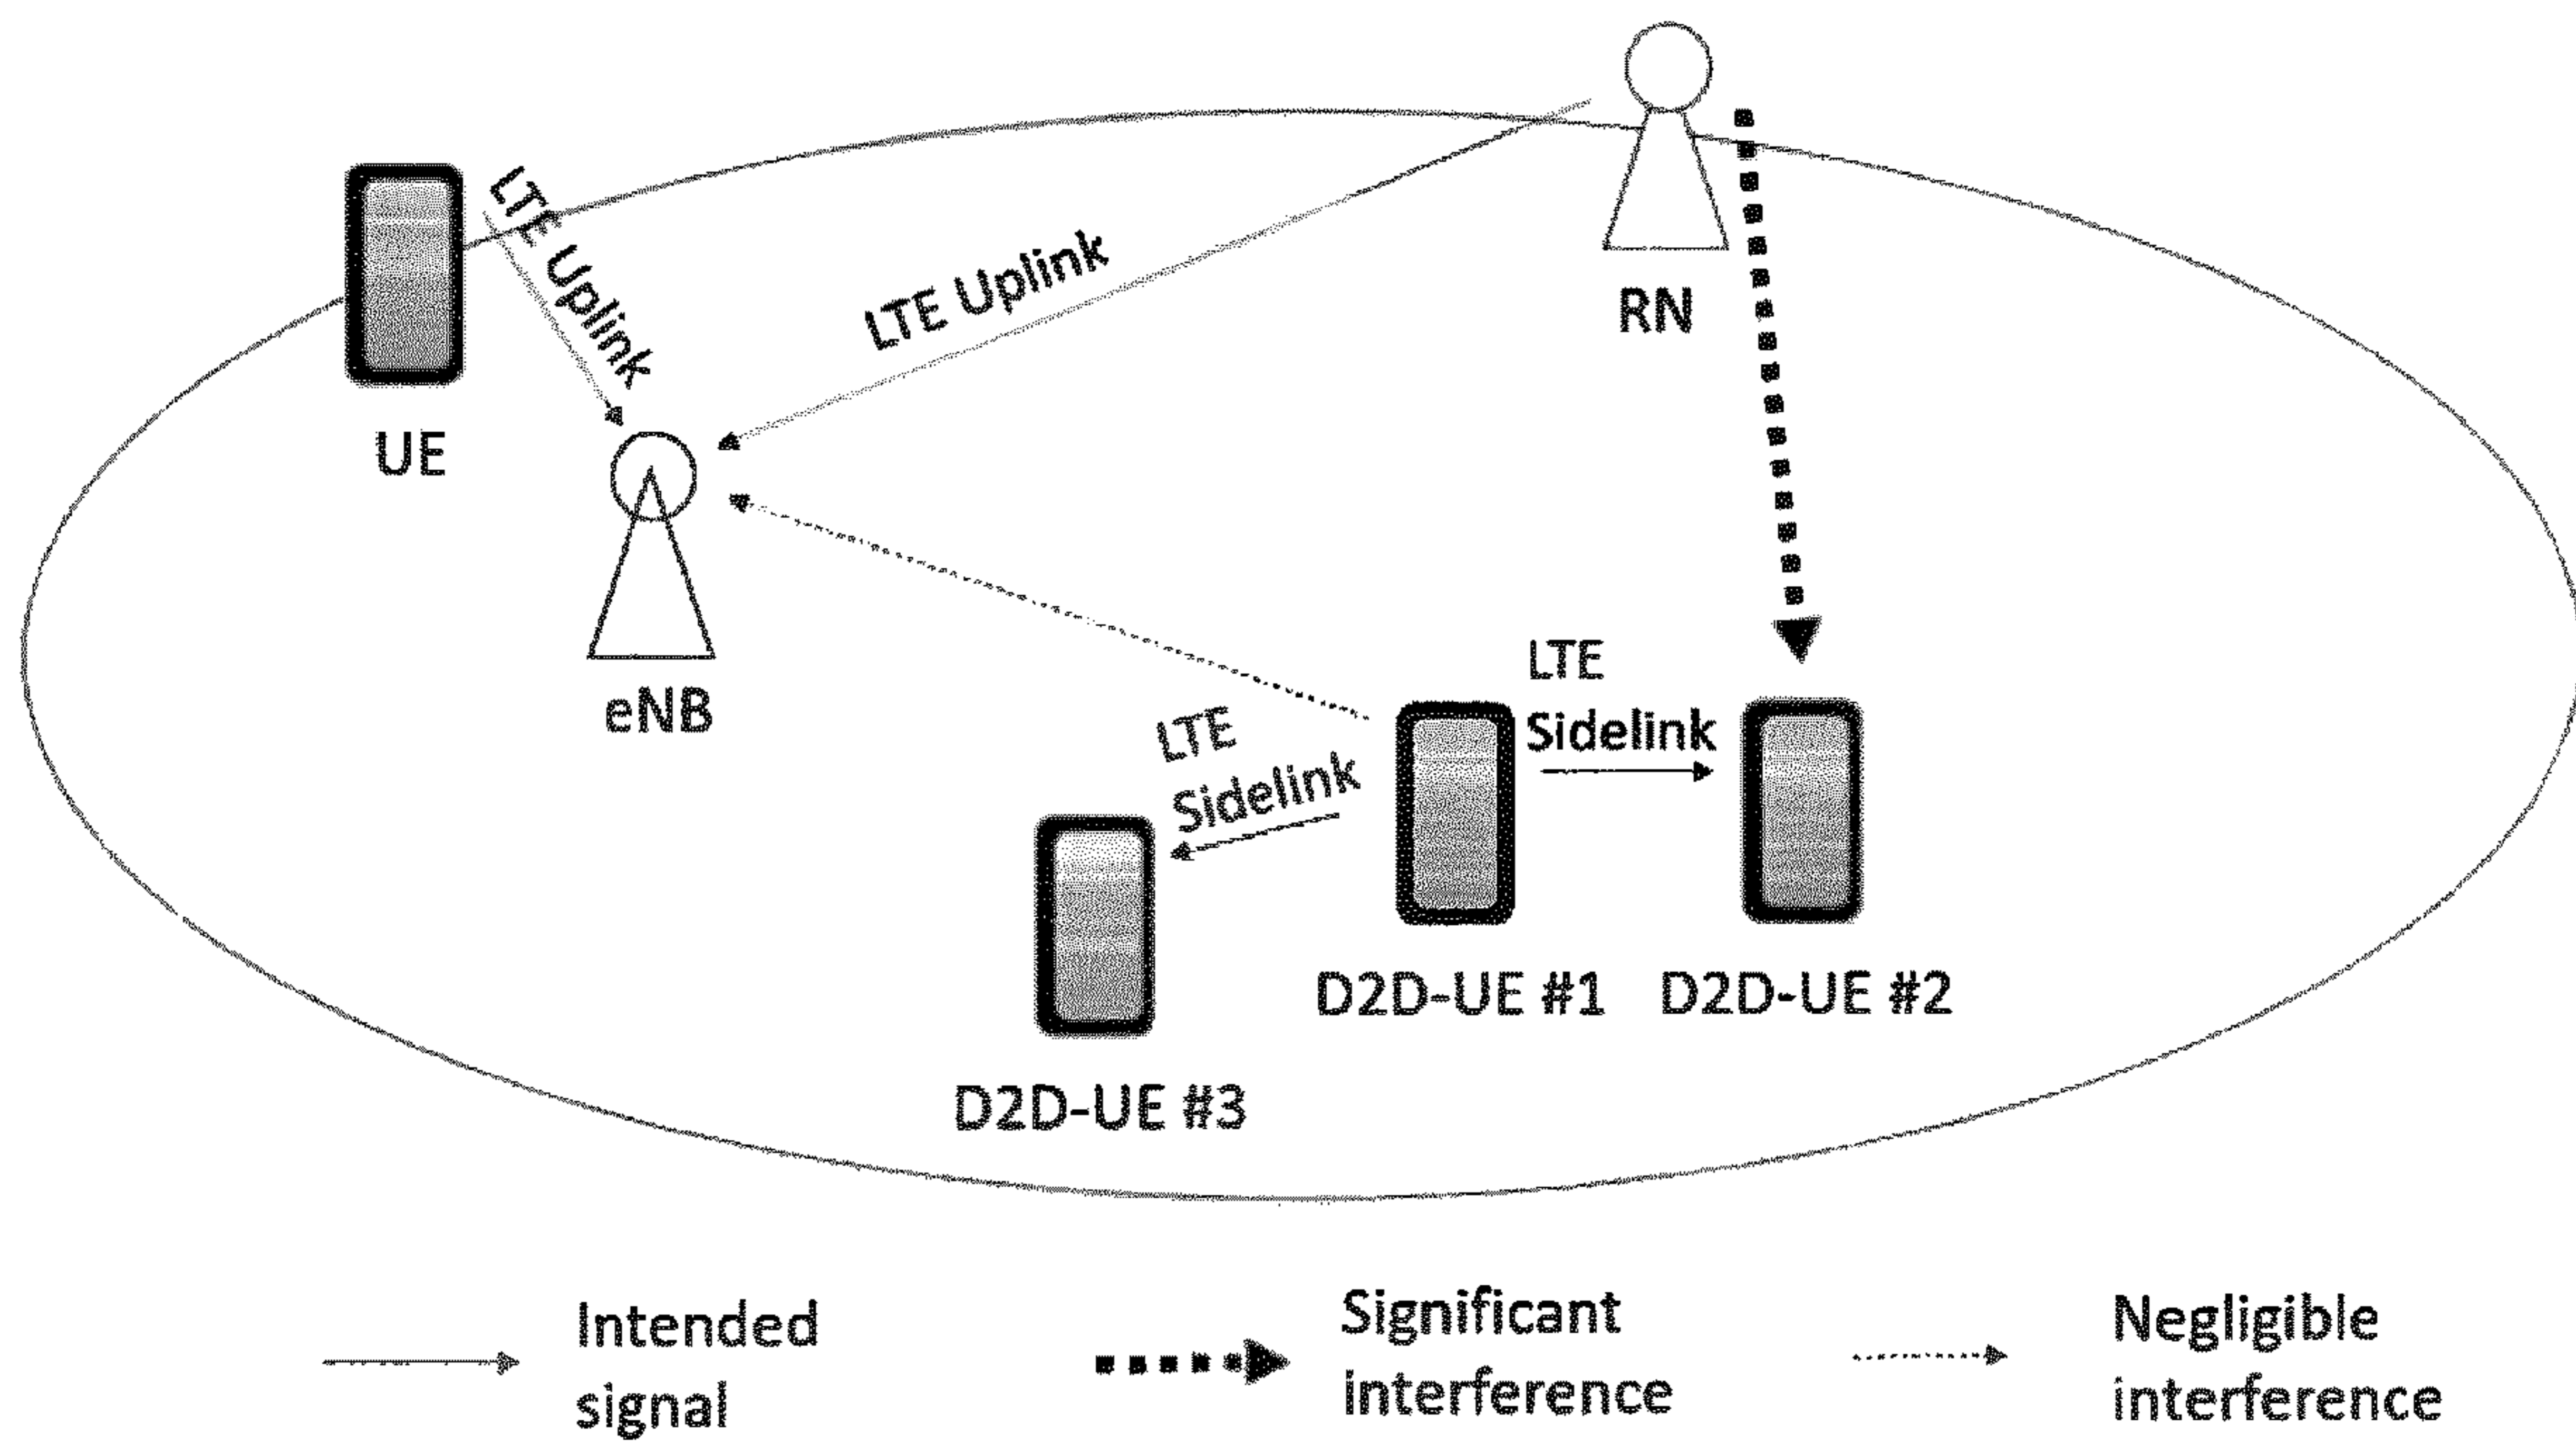 LTE Uplink
LTE Uplink
RN
UE
eNB
LTE
Sidelink
LTE
Sidelink
D2D-UE #1
D2D-UE #2
D2D-UE #3
Intended
signal
Significant
interference
Negligible
interference